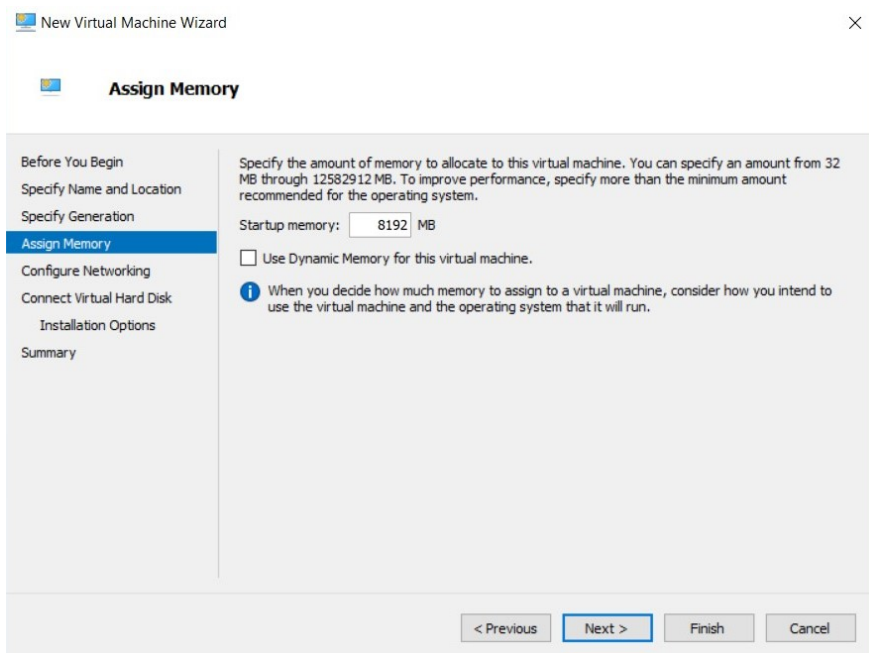 New Virtual Machine Wizard
Assign Memory
Before You Begin
Specify Name and Location
Specify Generation
Assign Memory
Configure Networking
Connect Virtual Hard Disk
Installation Options
Summary
Specify the amount of memory to allocate to this virtual machine. You can specify an amount from 32
MB through 12582912 MB. To improve performance, specify more than the minimum amount
recommended for the operating system.
Startup memory: 8192 MB
Use Dynamic Memory for this virtual machine.
When you decide how much memory to assign to a virtual machine, consider how you intend to
use the virtual machine and the operating system that it will run.
< Previous Next > Finish Cancel